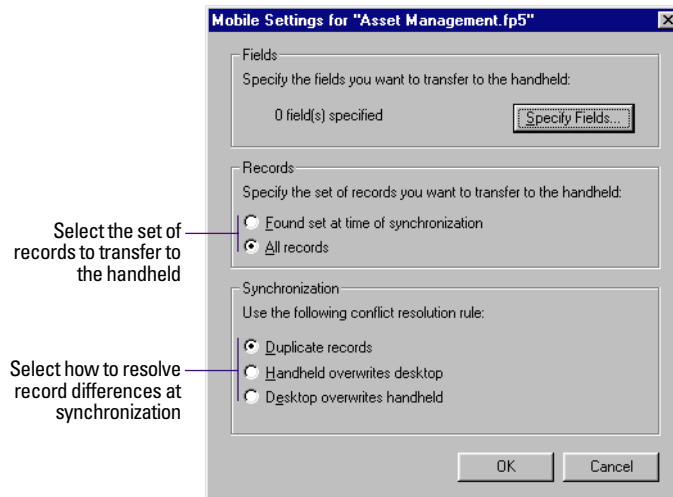 Mobile Settings for "Asset Management.fp5"
Fields
Specify the fields you want to transfer to the handheld:
0 field(s) specified
Specify Fields...
Records
Specify the set of records you want to transfer to the handheld:
Select the set of
records to transfer to
the handheld
Found set at time of synchronization
All records
Synchronization
Use the following conflict resolution rule:
Select how to resolve
record differences at
synchronization
Duplicate records
Handheld overwrites desktop
Desktop overwrites handheld
OK
Cancel